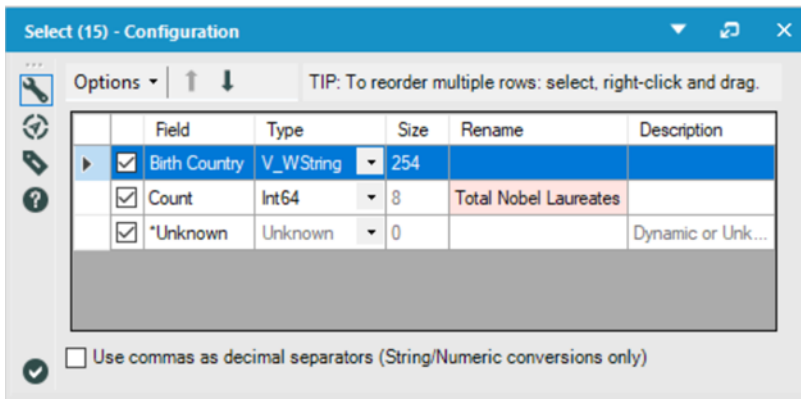 Select (15) - Configuration
Options TIP: To reorder multiple rows: select, right-click and drag.
Field Type Size Rename Description
Birth Country V_WString 254
Count Int64 8 Total Nobel Laureates
*Unknown Unknown 0 Dynamic or Unk...
Use commas as decimal separators (String/Numeric conversions only)